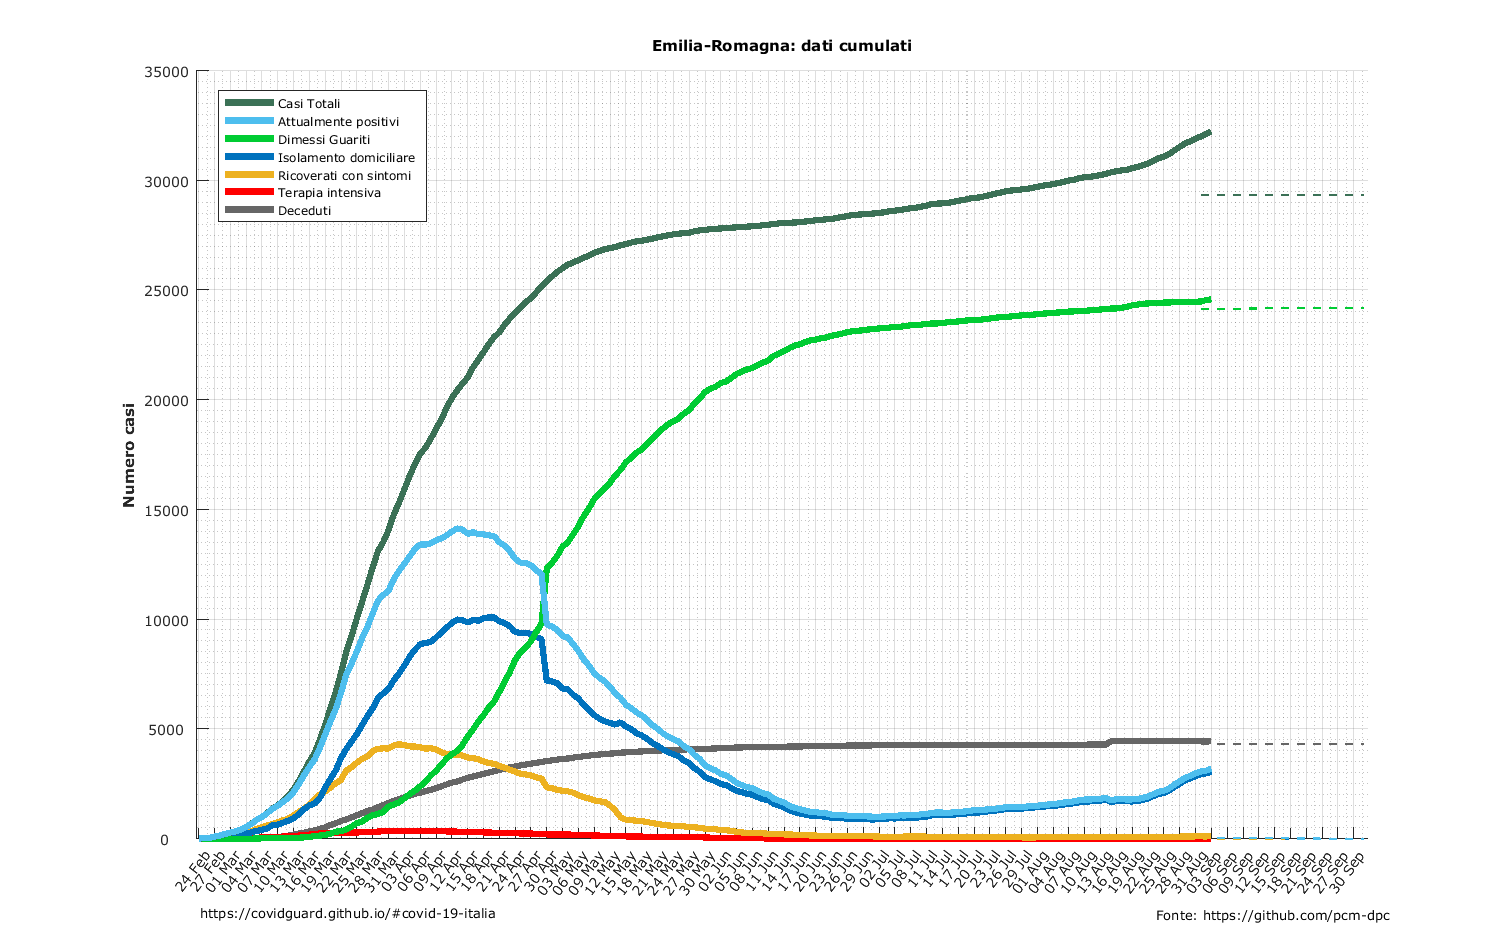 Emilia-Romagna: dati cumulati
35000
30000
25000
20000
15000
10000
5000
0
Numero casi
Casi Totali
Attualmente positivi
Dimessi Guariti
Isolamento domiciliare
Ricoverati con sintomi
Terapia intensiva
Deceduti
24 Feb
27 Feb
01 Mar
04 Mar
07 Mar
10 Mar
13 Mar
16 Mar
19 Mar
22 Mar
25 Mar
28 Mar
31 Mar
03 Apr
06 Apr
09 Apr
12 Apr
15 Apr
18 Apr
21 Apr
24 Apr
27 Apr
30 Apr
03 May
06 May
09 May
12 May
15 May
18 May
21 May
24 May
27 May
30 May
02 Jun
05 Jun
08 Jun
11 Jun
14 Jun
17 Jun
20 Jun
23 Jun
26 Jun
29 Jun
02 Jul
05 Jul
08 Jul
11 Jul
14 Jul
17 Jul
20 Jul
23 Jul
26 Jul
29 Jul
01 Aug
04 Aug
07 Aug
10 Aug
13 Aug
16 Aug
19 Aug
22 Aug
25 Aug
28 Aug
31 Aug
03 Sep
06 Sep
09 Sep
12 Sep
15 Sep
18 Sep
21 Sep
24 Sep
27 Sep
30 Sep
https://covidguard.github.io/#covid-19-italia
Fonte: https://github.com/pcm-dpc